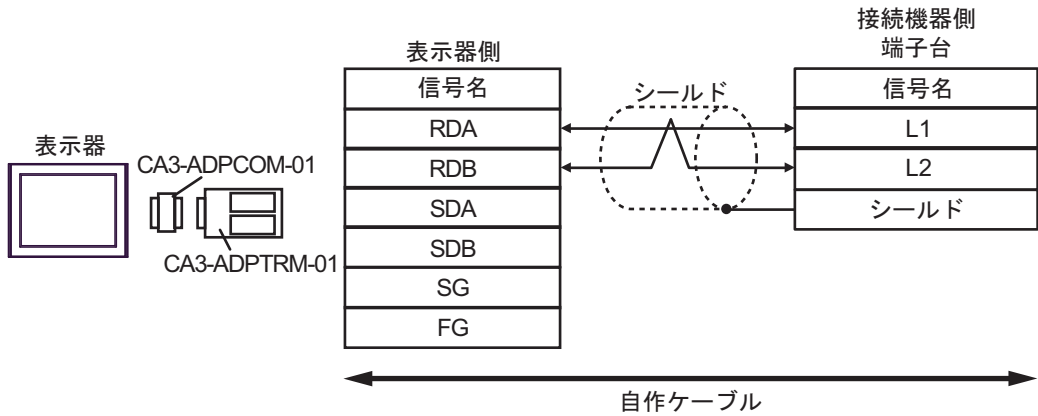 接続機器側
端子台
表示器側
信号名
シールド
信号名
RDA
L1
表示器
CA3-ADPCOM-01
RDB
L2
SDA
シールド
SDB
CA3-ADPTRM-01
SG
FG
自作ケーブル